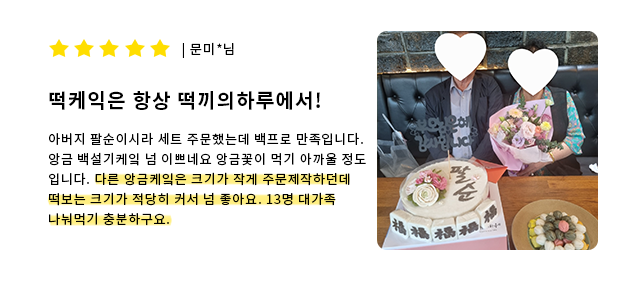 ★★★★★ | 문미*님
떡케익은 항상 떡끼의하루에서!
아버지 팔순이시라 세트 주문했는데 백프로 만족입니다.
앙금 백설기케잌 넘 이쁘네요 앙금꽃이 먹기 아까울 정도
입니다. 다른 앙금케잌은 크기가 작게 주문제작하던데
떡보는 크기가 적당히 커서 넘 좋아요. 13명 대가족
나눠먹기 충분하구요.
팔순
福 福 福 福 福